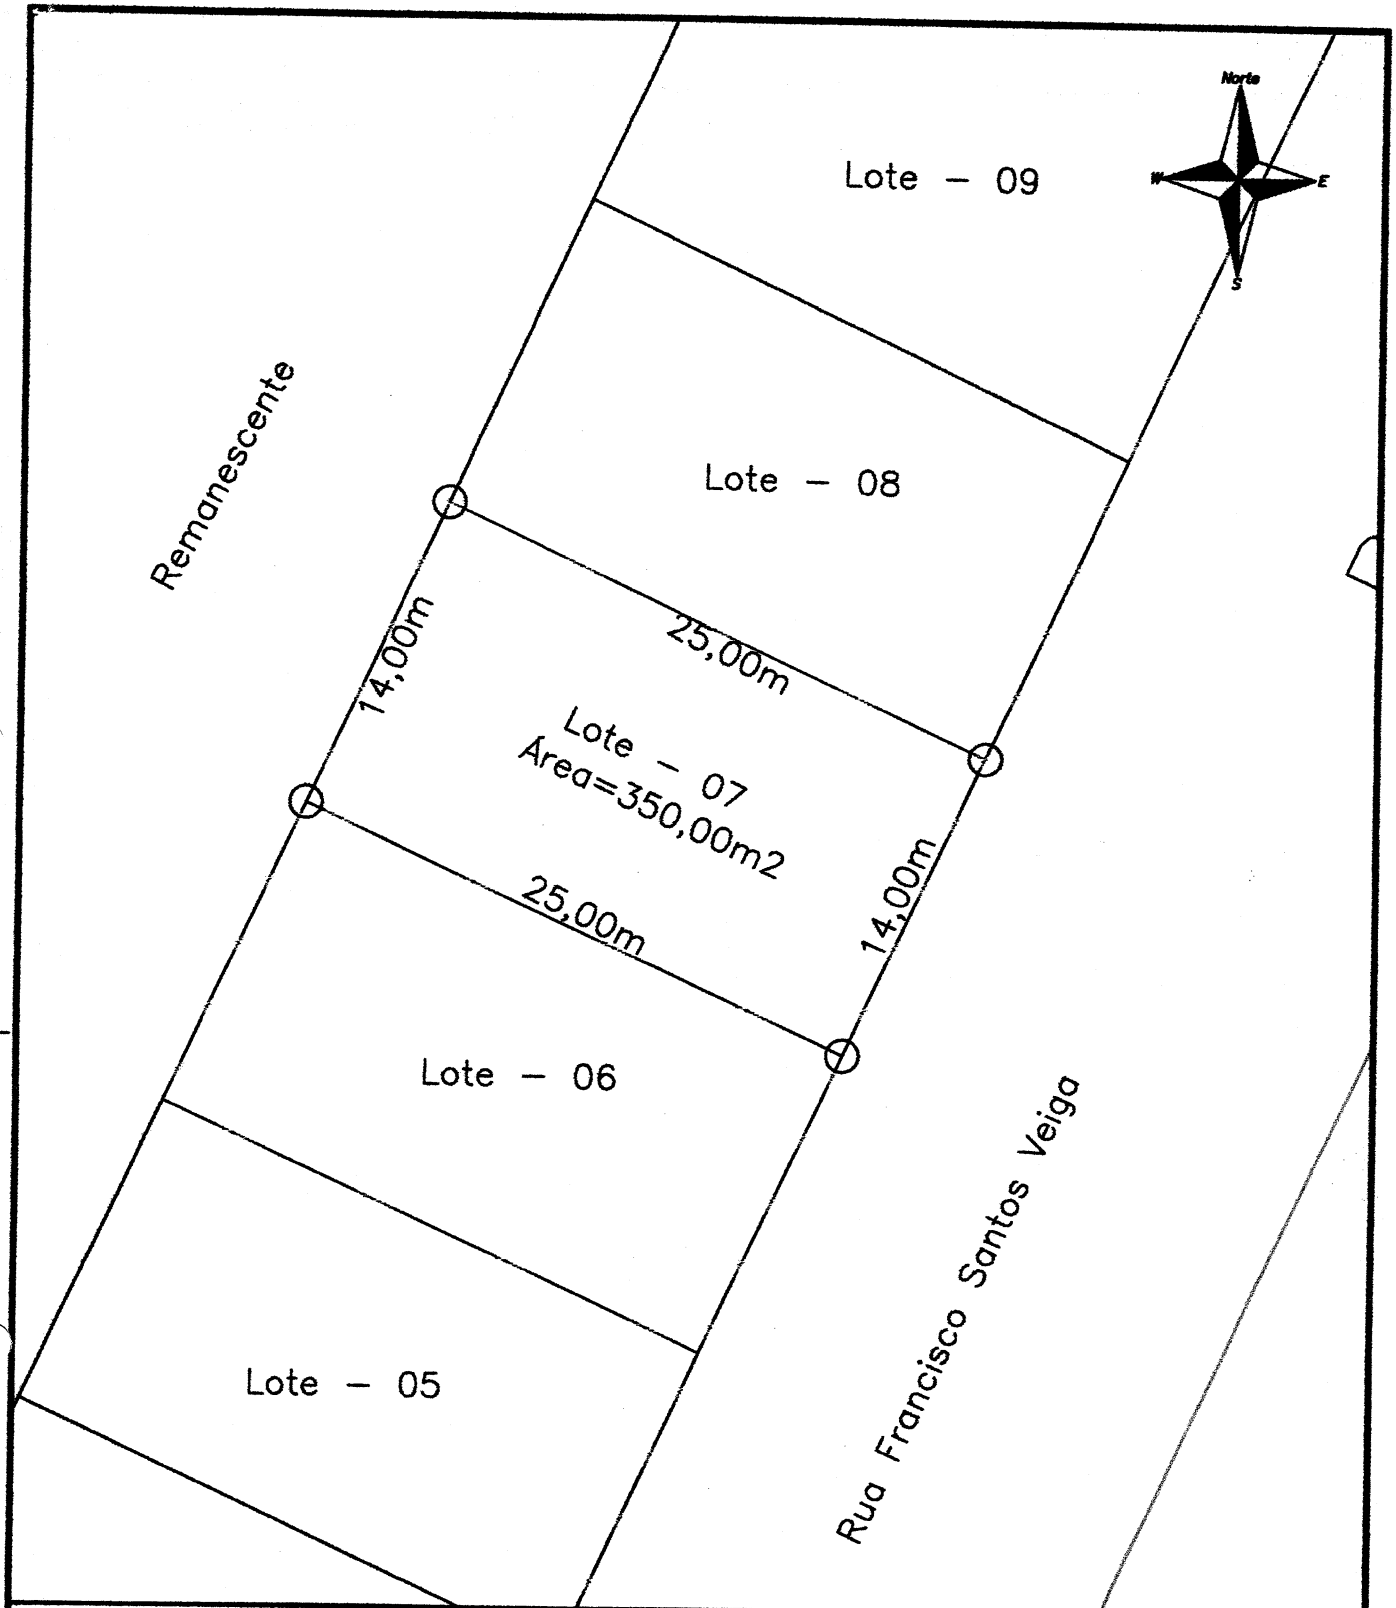 Norte
W
E
S
Lote - 09
Remanescente
Lote - 08
14,00m
25,00m
Lote - 07
Área=350,00m2
25,00m
14,00m
Lote - 06
Rua Francisco Santos Veiga
Lote - 05